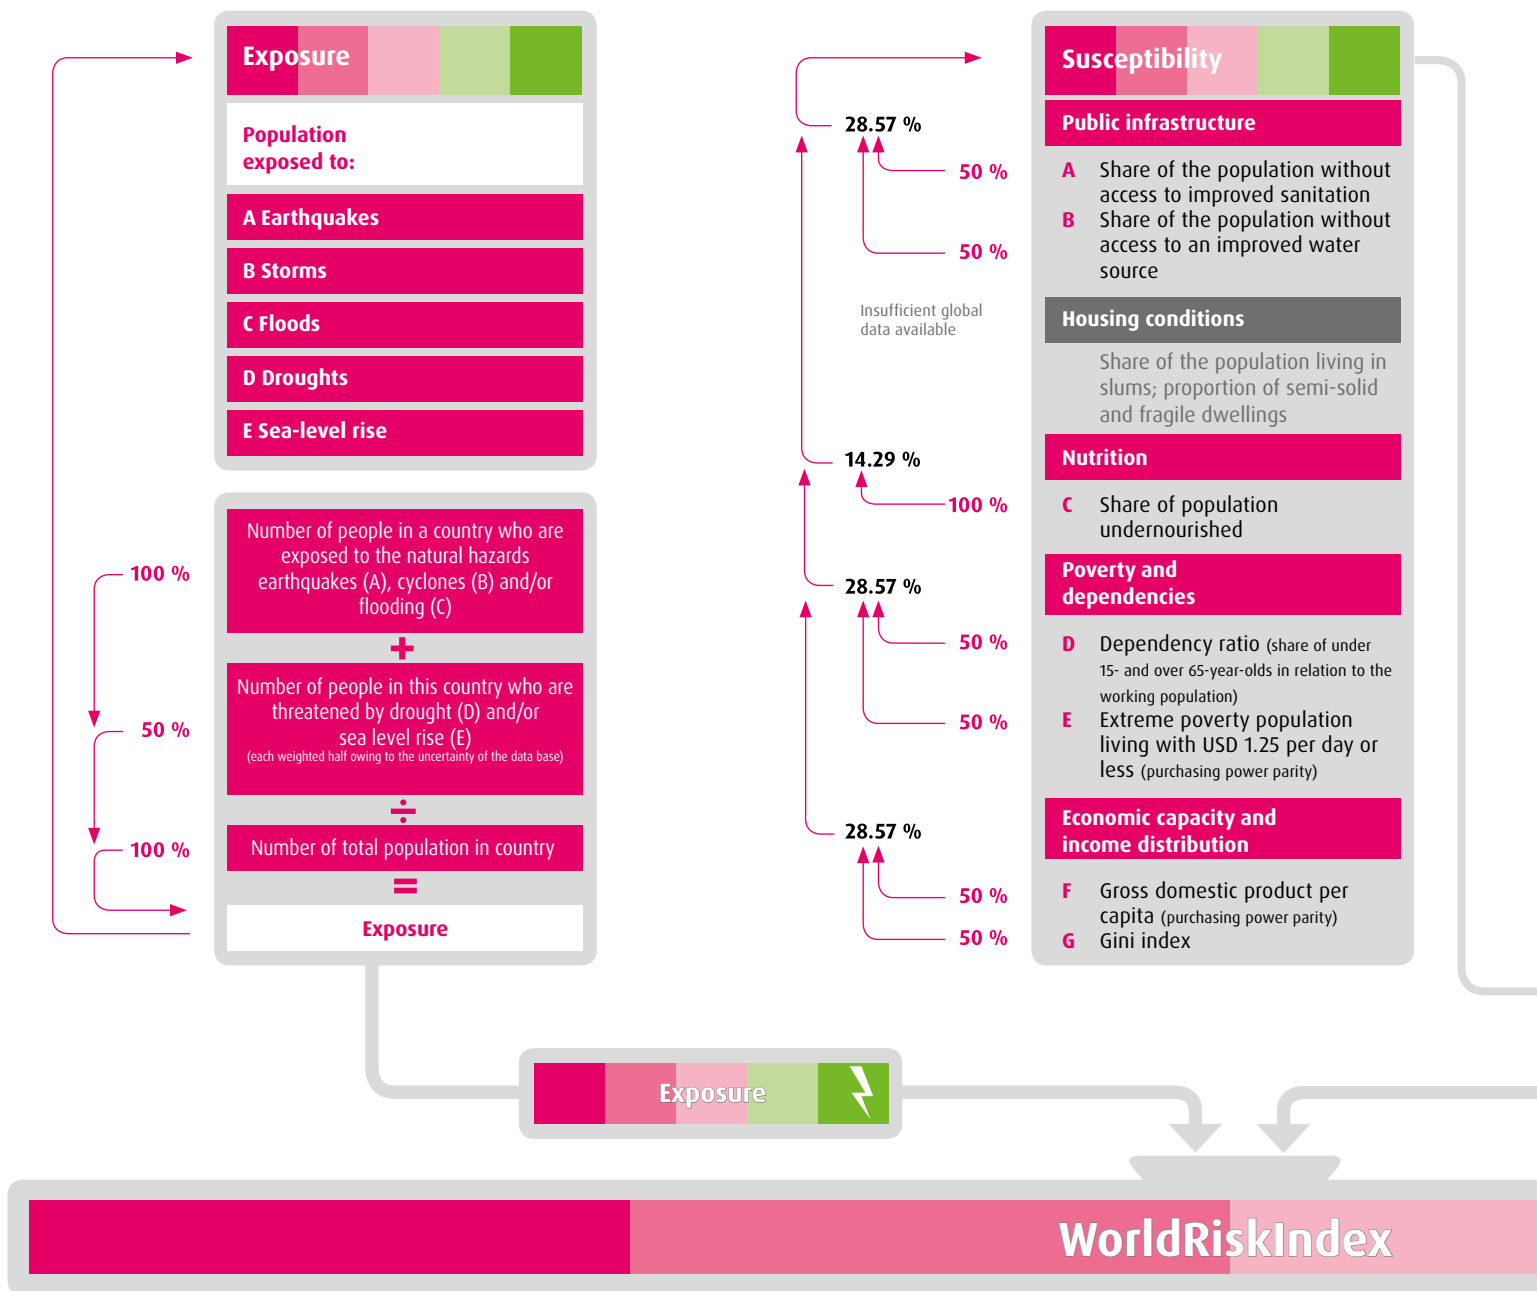 Exposure
Population
exposed to:
A Earthquakes
B Storms
C Floods
D Droughts
E Sea-level rise
100 %
Number of people in a country who are
exposed to the natural hazards
earthquakes (A), cyclones (B) and/or
flooding (C)
+
50 %
Number of people in this country who are
threatened by drought (D) and/or
sea level rise (E)
(each weighted half owing to the uncertainty of the data base)
÷
100 %
Number of total population in country
=
Exposure
Susceptibility
28.57 %
Public infrastructure
50 %
A Share of the population without
access to improved sanitation
50 %
B Share of the population without
access to an improved water
source
Insufficient global
data available
Housing conditions
Share of the population living in
slums; proportion of semi-solid
and fragile dwellings
14.29 %
Nutrition
100 %
C Share of population
undernourished
28.57 %
Poverty and
dependencies
50 %
D Dependency ratio (share of under
15- and over 65-year-olds in relation to the
working population)
50 %
E Extreme poverty population
living with USD 1.25 per day or
less (purchasing power parity)
28.57 %
Economic capacity and
income distribution
50 %
F Gross domestic product per
capita (purchasing power parity)
50 %
G Gini index
Exposure
WorldRiskIndex